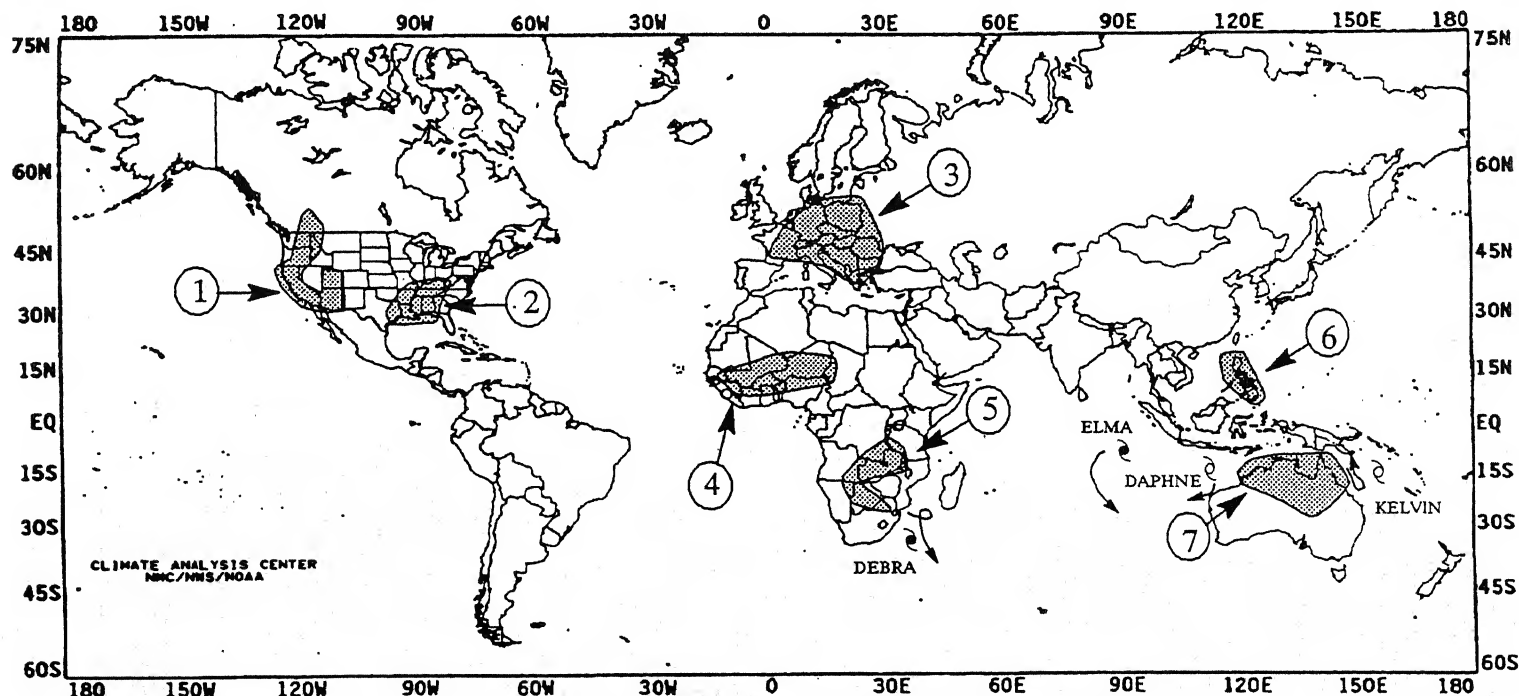 180 150W 120W 90W 60W 30W 0 30E 60E 90E 120E 150E 180
75N 75N
60N 60N
3
45N 45N
1
2
30N 30N
6
15N 15N
5
EQ EQ
ELMA
4
15S DAPHNE 15S
KELVIN
7
30S 30S
DEBRA
CLIMATE ANALYSIS CENTER
NMC/NWS/NOAA
45S 45S
60S 60S
180 150W 120W 90W 60W 30W 0 30E 60E 90E 120E 150E 180